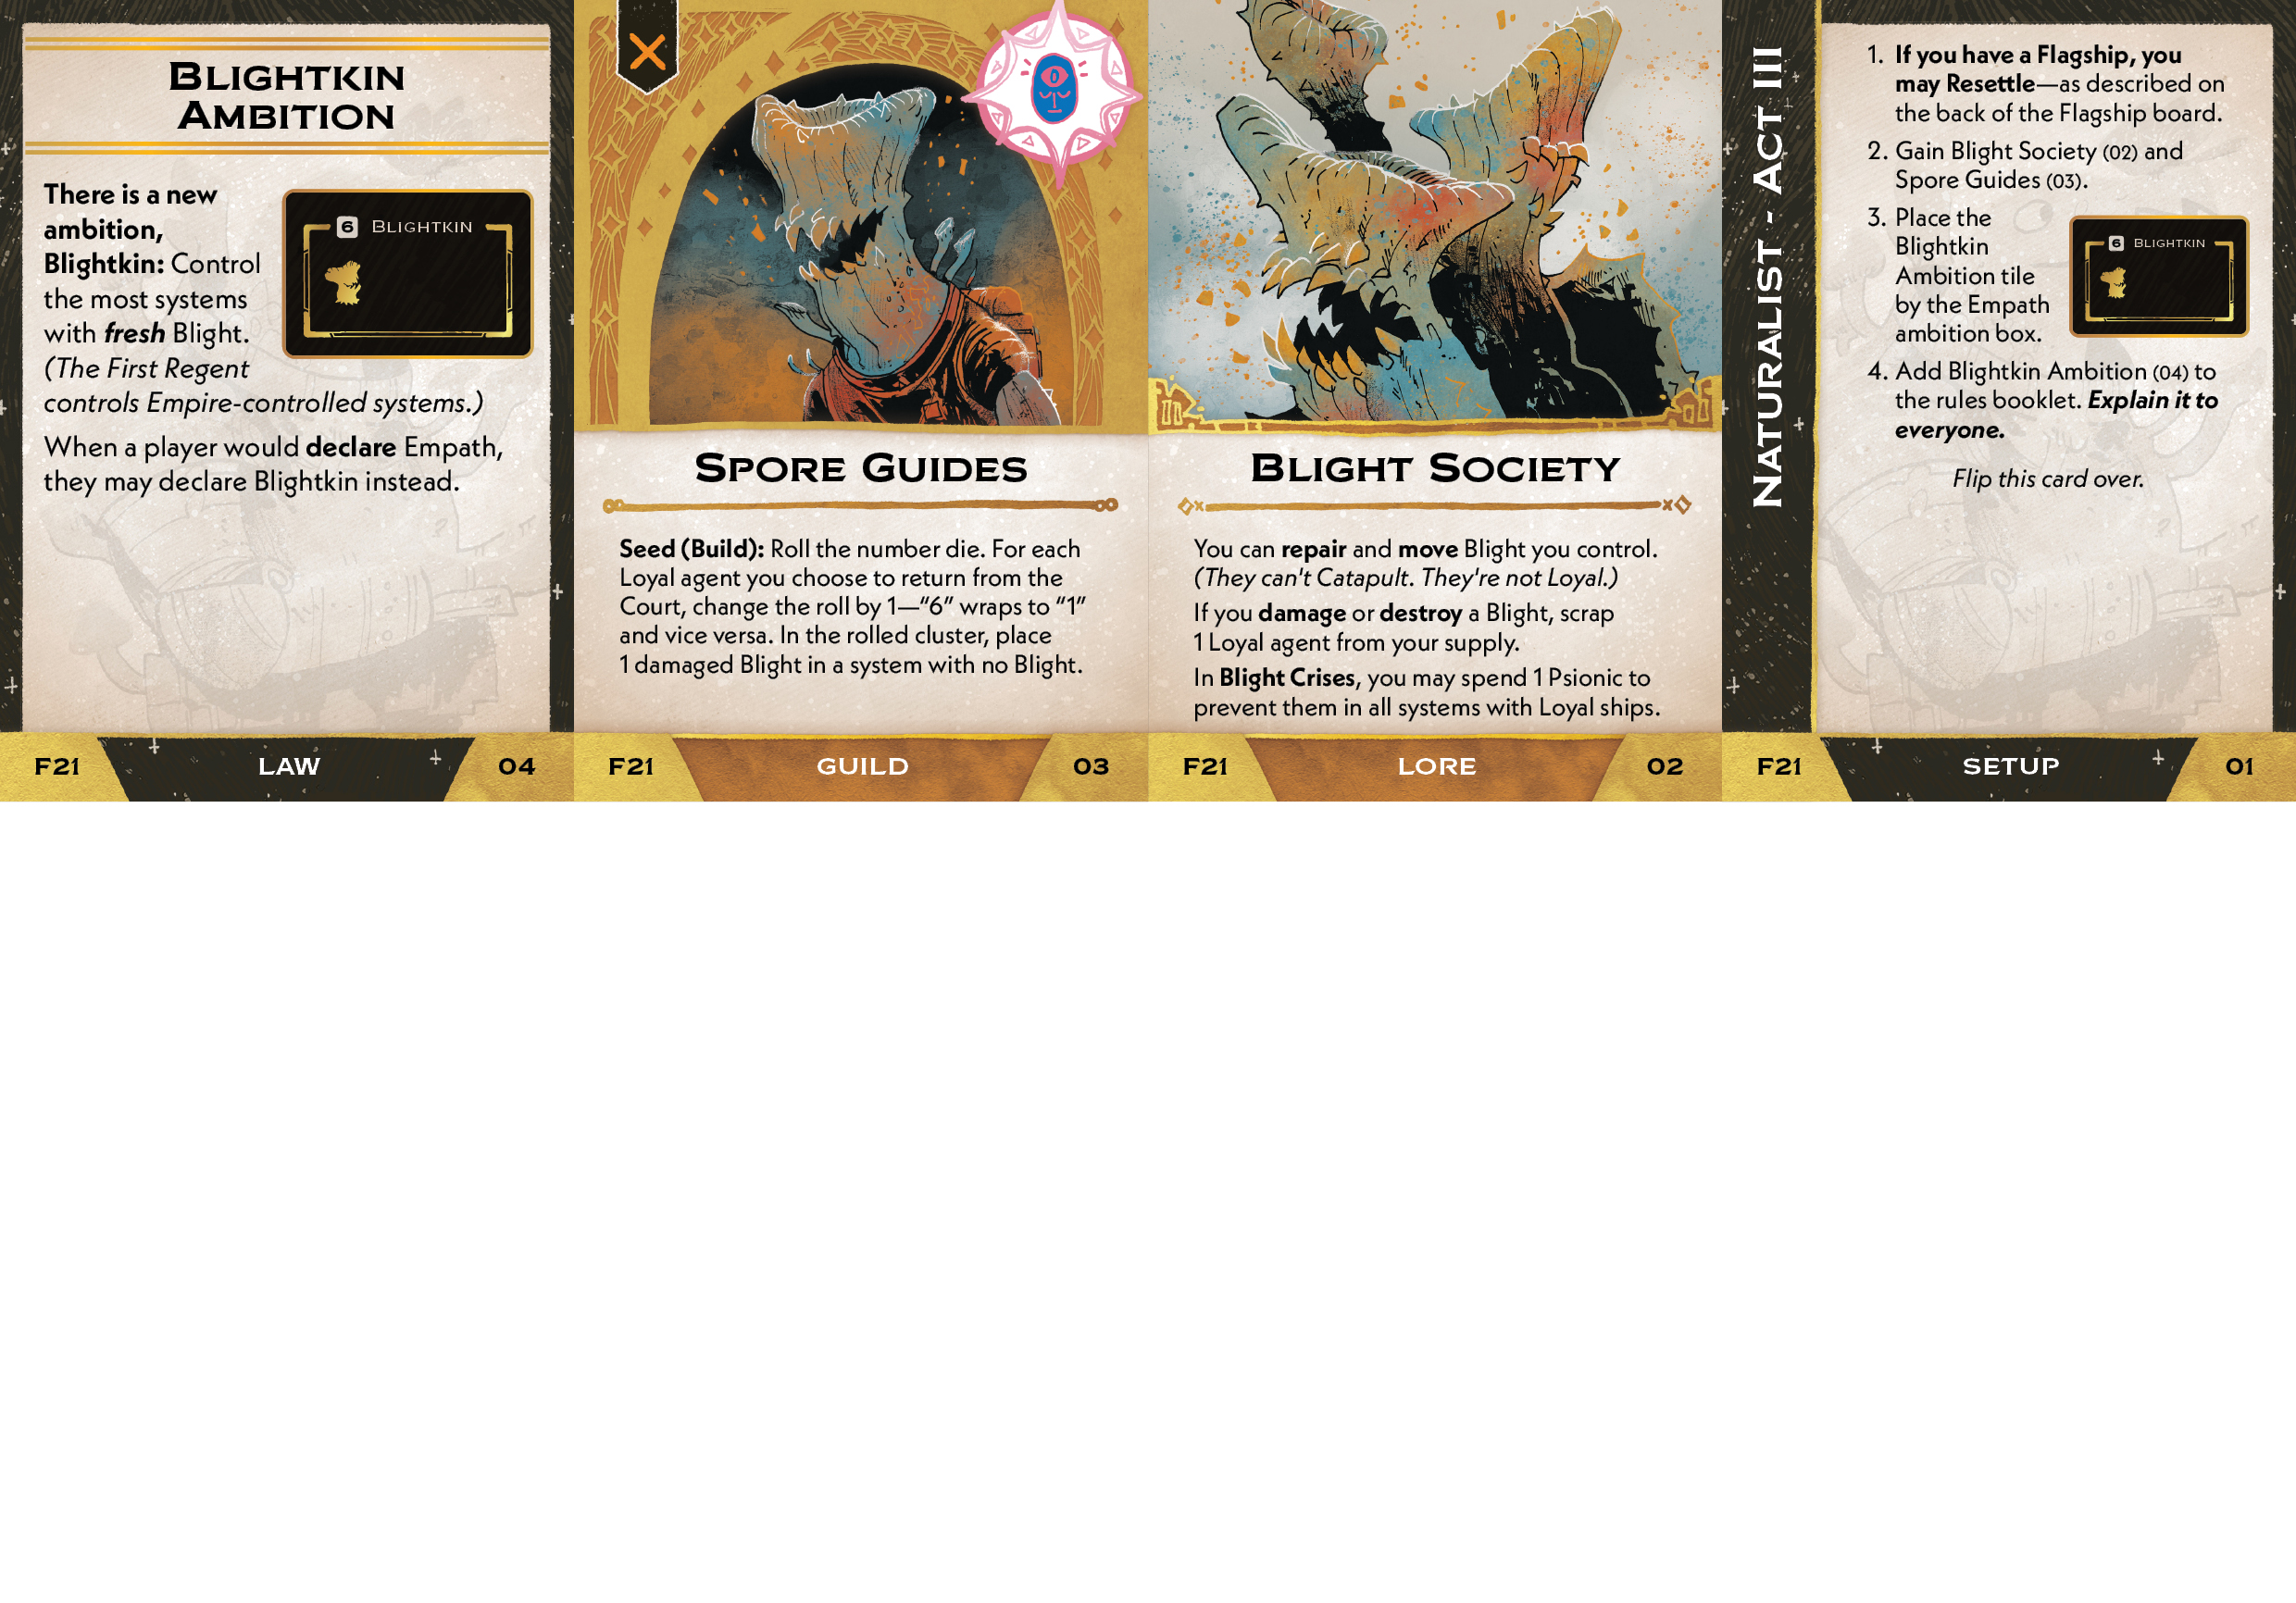 BLIGHTKIN
AMBITION
There is a new
ambition,
Blightkin: Control
the most systems
with fresh Blight.
(The First Regent
controls Empire-controlled systems.)
6 BLIGHTKIN
When a player would declare Empath,
they may declare Blightkin instead.
F21 LAW 04
SPORE GUIDES
Seed (Build): Roll the number die. For each
Loyal agent you choose to return from the
Court, change the roll by 1—“6” wraps to “1”
and vice versa. In the rolled cluster, place
1 damaged Blight in a system with no Blight.
F21 GUILD 03
BLIGHT SOCIETY
You can repair and move Blight you control.
(They can't Catapult. They're not Loyal.)
If you damage or destroy a Blight, scrap
1 Loyal agent from your supply.
In Blight Crises, you may spend 1 Psionic to
prevent them in all systems with Loyal ships.
F21 LORE 02
NATURALIST - ACT III
1. If you have a Flagship, you
may Resettle—as described on
the back of the Flagship board.
2. Gain Blight Society (02) and
Spore Guides (03).
3. Place the
Blightkin
Ambition tile
by the Empath
ambition box.
6 BLIGHTKIN
4. Add Blightkin Ambition (04) to
the rules booklet. Explain it to
everyone.
Flip this card over.
F21 SETUP 01